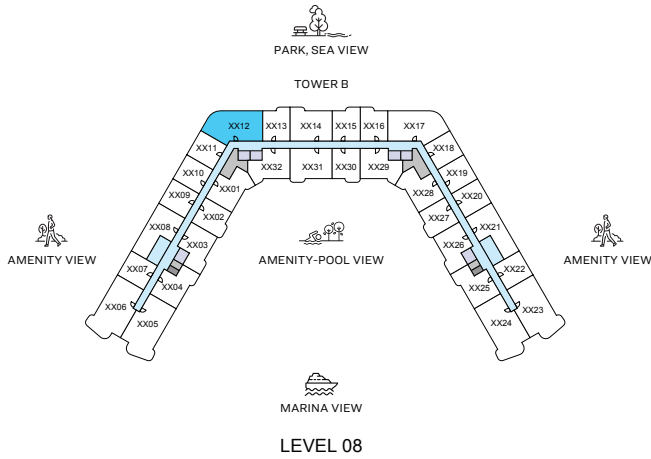 PARK, SEA VIEW
TOWER B
XX12
XX13
XX14
XX15
XX16
XX17
XX11
XX18
XX10
XX01
XX32
XX31
XX30
XX29
XX28
XX19
XX09
XX02
XX27
XX20
XX08
XX03
XX26
XX21
AMENITY VIEW
AMENITY-POOL VIEW
AMENITY VIEW
XX07
XX04
XX25
XX22
XX06
XX05
XX24
XX23
MARINA VIEW
LEVEL 08